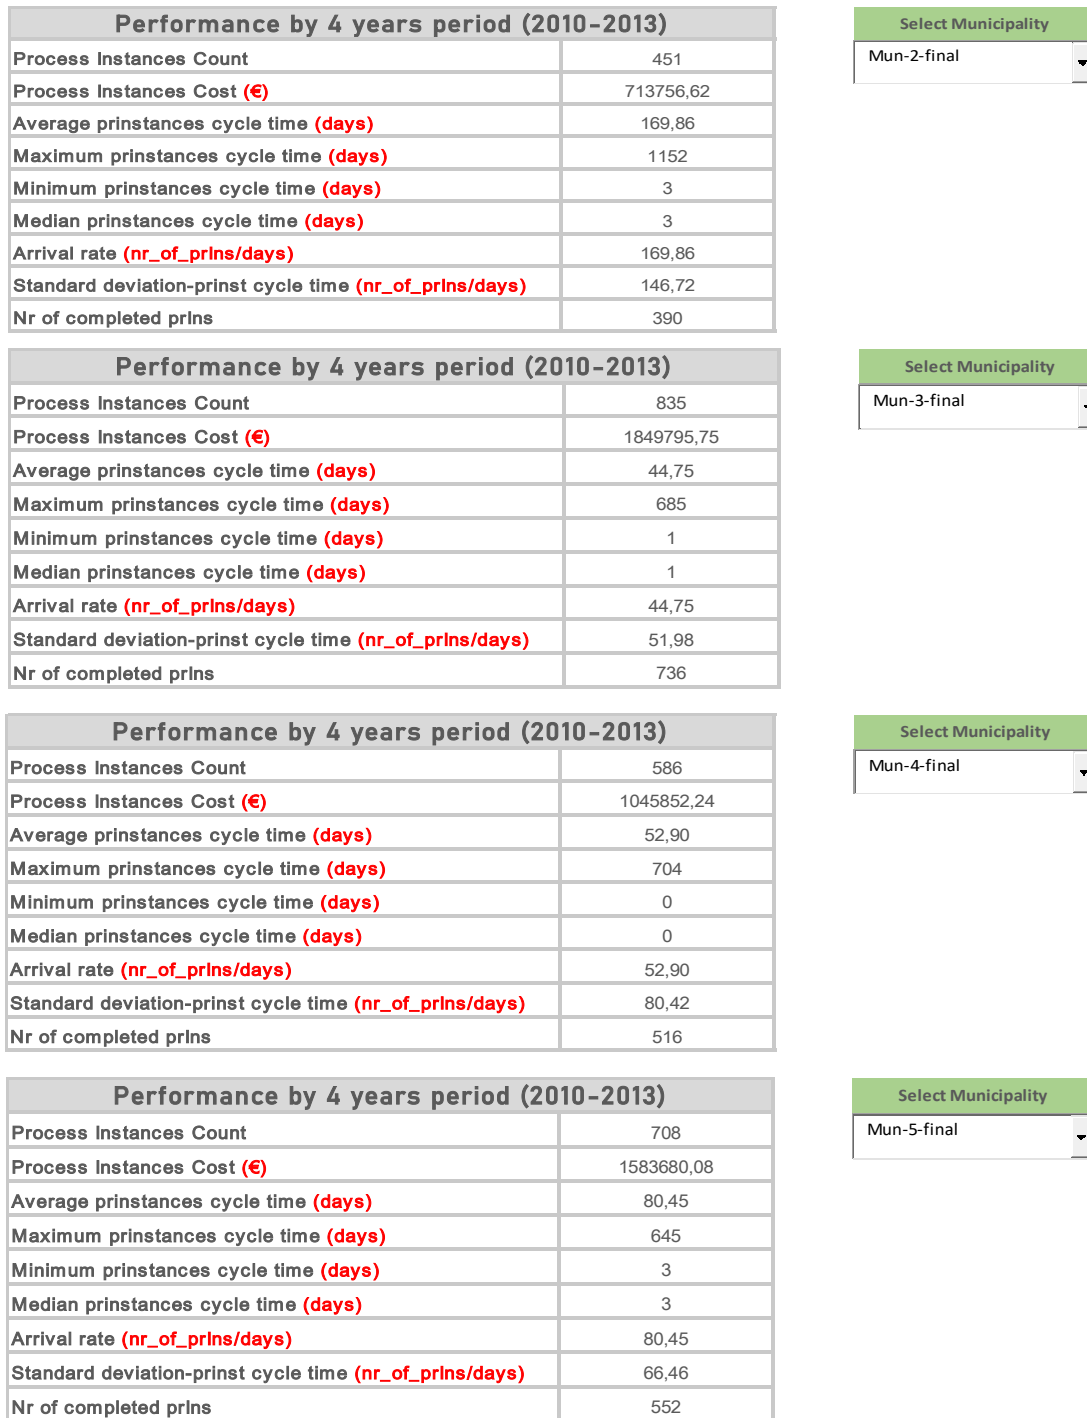 Performance by 4 years period (2010-2013)
Select Municipality
Process Instances Count 451
Mun-2-final
Process Instances Cost (€) 713756,62
Average prinstances cycle time (days) 169,86
Maximum prinstances cycle time (days) 1152
Minimum prinstances cycle time (days) 3
Median prinstances cycle time (days) 3
Arrival rate (nr_of_prIns/days) 169,86
Standard deviation-prinst cycle time (nr_of_prIns/days) 146,72
Nr of completed prIns 390
Performance by 4 years period (2010-2013)
Select Municipality
Process Instances Count 835
Mun-3-final
Process Instances Cost (€) 1849795,75
Average prinstances cycle time (days) 44,75
Maximum prinstances cycle time (days) 685
Minimum prinstances cycle time (days) 1
Median prinstances cycle time (days) 1
Arrival rate (nr_of_prIns/days) 44,75
Standard deviation-prinst cycle time (nr_of_prIns/days) 51,98
Nr of completed prIns 736
Performance by 4 years period (2010-2013)
Select Municipality
Process Instances Count 586
Mun-4-final
Process Instances Cost (€) 1045852,24
Average prinstances cycle time (days) 52,90
Maximum prinstances cycle time (days) 704
Minimum prinstances cycle time (days) 0
Median prinstances cycle time (days) 0
Arrival rate (nr_of_prIns/days) 52,90
Standard deviation-prinst cycle time (nr_of_prIns/days) 80,42
Nr of completed prIns 516
Performance by 4 years period (2010-2013)
Select Municipality
Process Instances Count 708
Mun-5-final
Process Instances Cost (€) 1583680,08
Average prinstances cycle time (days) 80,45
Maximum prinstances cycle time (days) 645
Minimum prinstances cycle time (days) 3
Median prinstances cycle time (days) 3
Arrival rate (nr_of_prIns/days) 80,45
Standard deviation-prinst cycle time (nr_of_prIns/days) 66,46
Nr of completed prIns 552